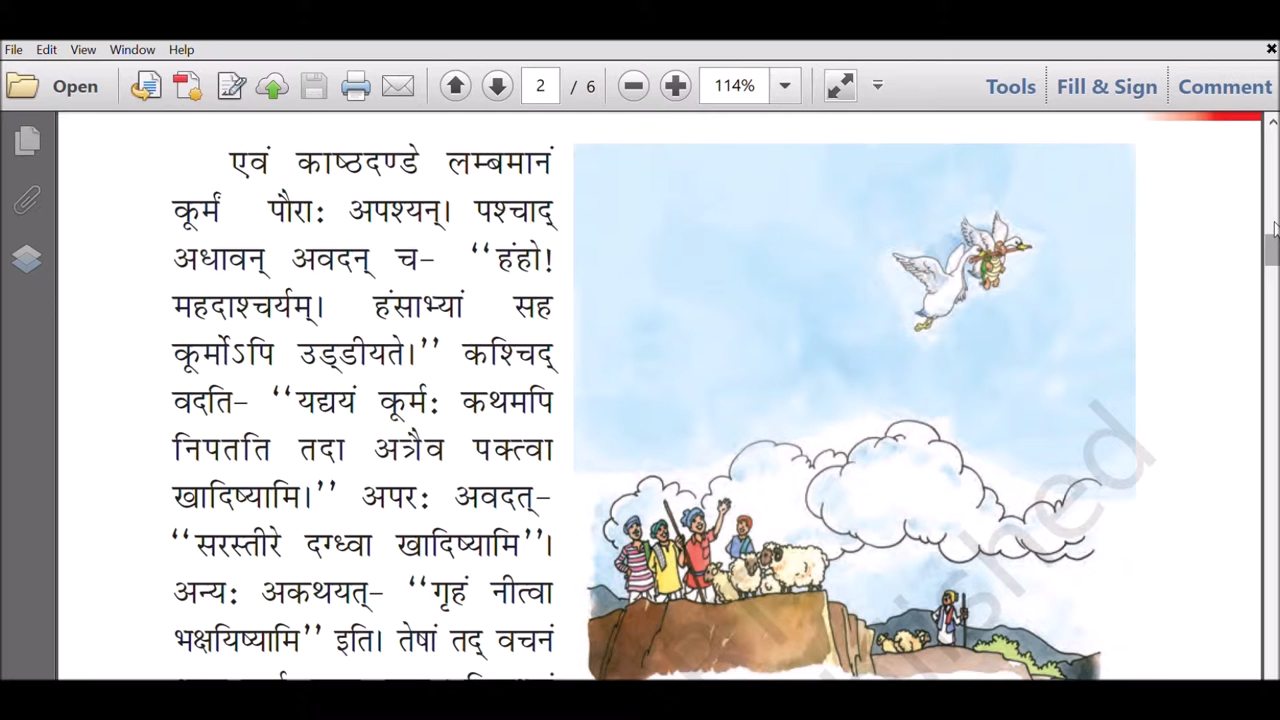 File Edit View Window Help
Open 2 / 6 114% Tools Fill & Sign Comment
एवं काष्ठदण्डे लम्बमानं
कूर्मं पौराः अपश्यन्। पश्चाद्
अधावन् अवदन् च- “हंहो!
महदाश्चर्यम्। हंसाभ्यां सह
कूर्मोऽपि उड्डीयते।” कश्चिद्
वदति- “यद्ययं कूर्मः कथमपि
निपतति तदा अत्रैव पक्त्वा
खादिष्यामि।” अपरः अवदत्-
“सरस्तीरे दग्ध्वा खादिष्यामि”।
अन्यः अकथयत्- “गृहं नीत्वा
भक्षयिष्यामि” इति। तेषां तद् वचनं